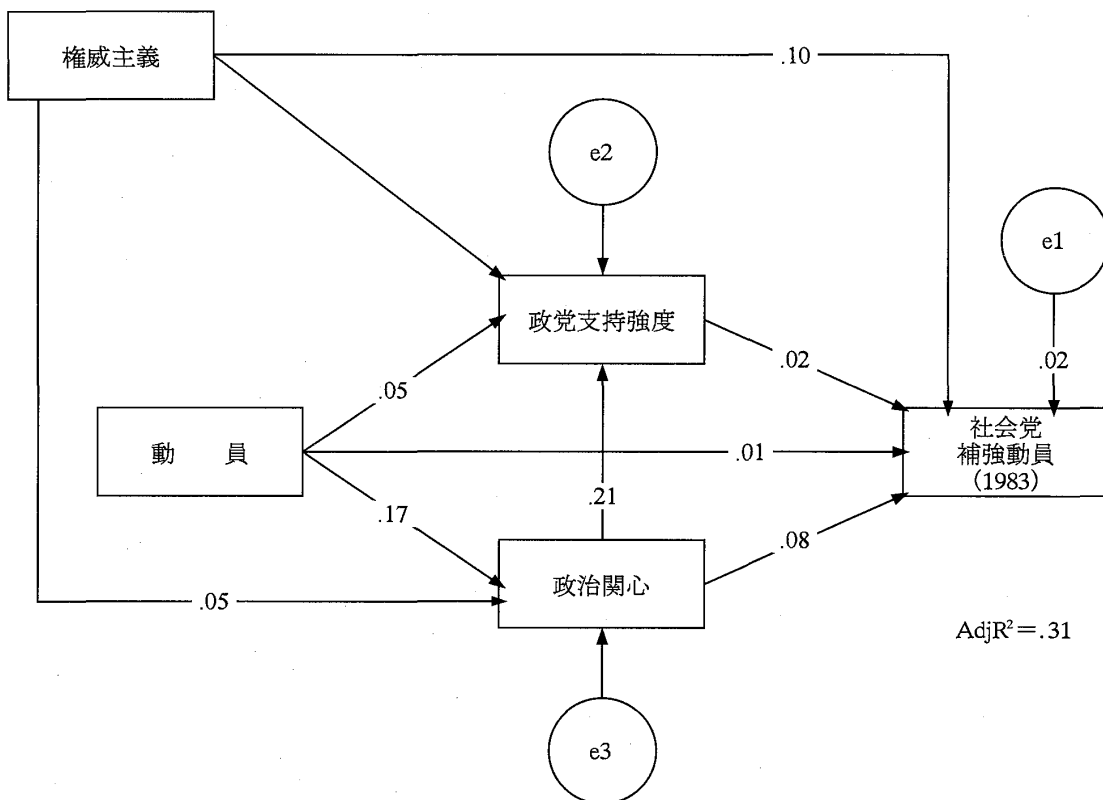 権威主義
.10
e2
e1
政党支持強度
.02
.02
.05
社会党
補強動員
(1983)
動　　員
.01
.17
.21
.08
政治関心
.05
AdjR²＝.31
e3